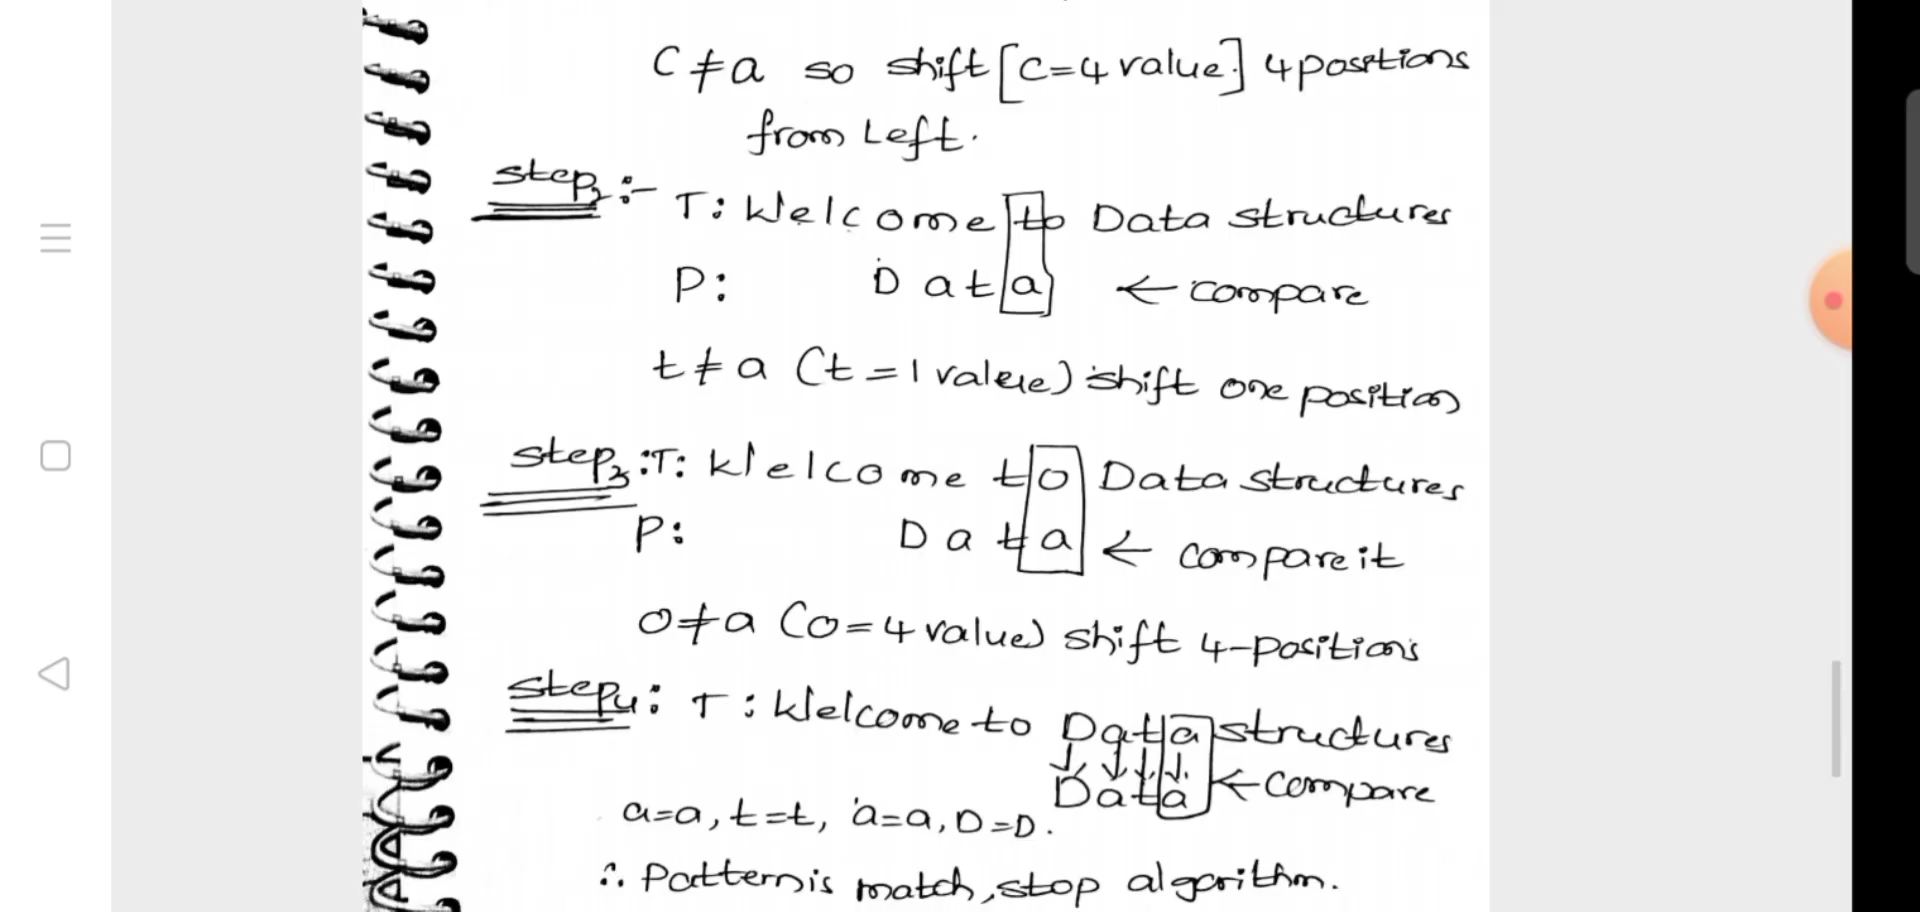 C≠a so shift [C=4 value] 4 positions
from Left.
step2:- T: Welcome to Data structures
P: Data ← compare
t≠a (t=1 value) shift one position
step3: T: Welcome to Data structures
P: Data ← compare it
o≠a (o=4 value) shift 4-positions
step4: T: Welcome to Data structures
Data ← compare
a=a, t=t, a=a, D=D.
∴ Pattern is match, stop algorithm.